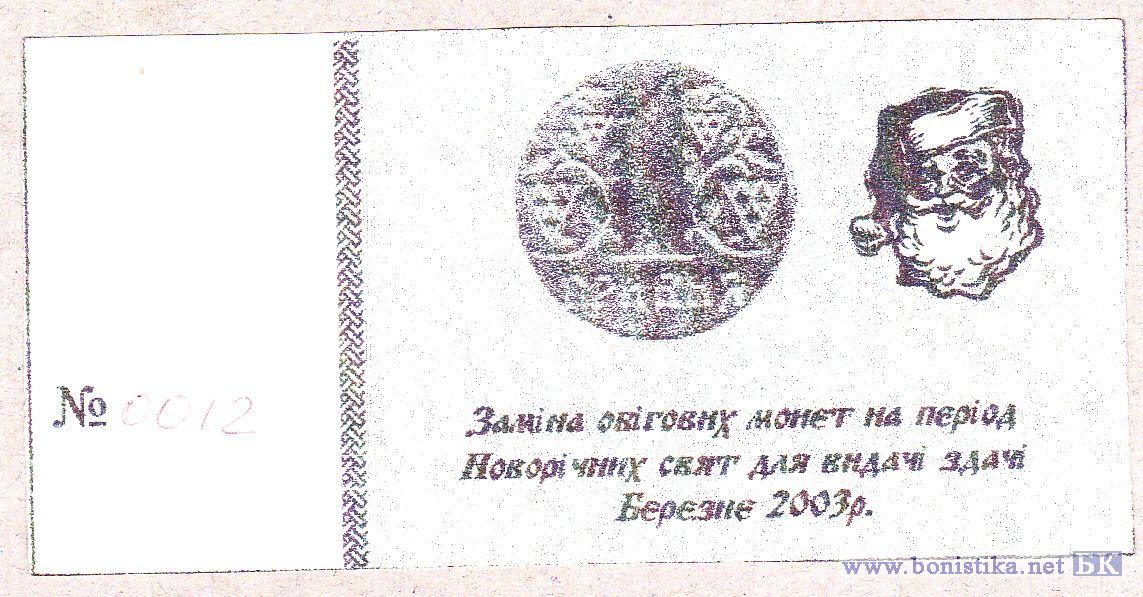 № 0012
Заміна обігових монет на період
Новорічних свят для видачі здачі
Березне 2003р.
www.bonistika.net БК